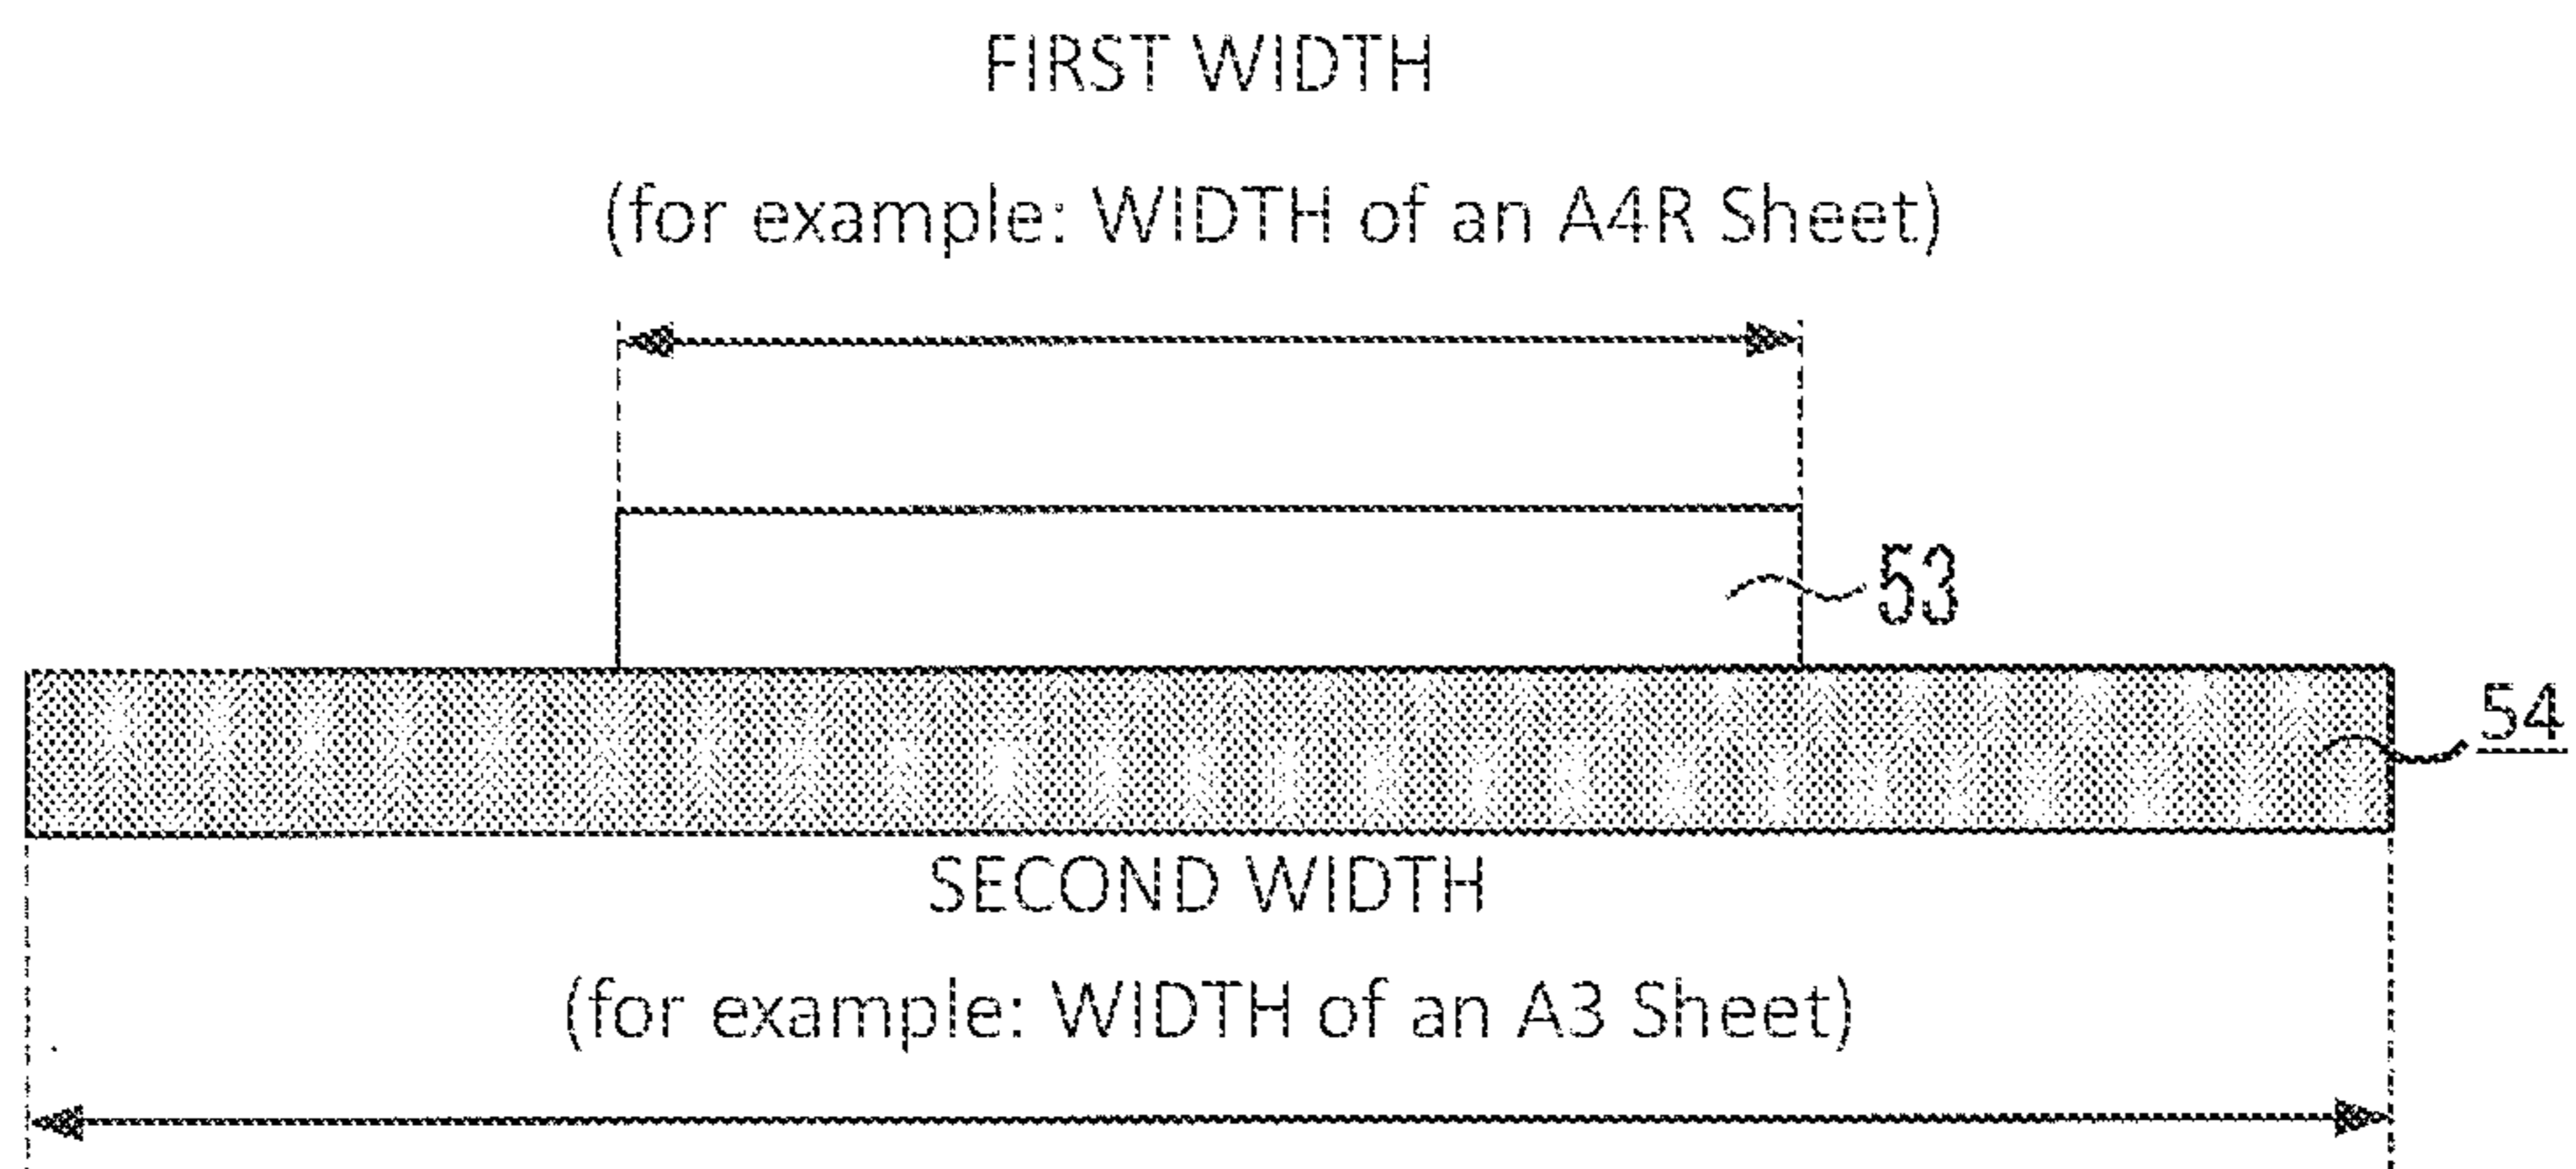 FIRST WIDTH
(for example: WIDTH of an A4R Sheet)
53
54
SECOND WIDTH
(for example: WIDTH of an A3 Sheet)